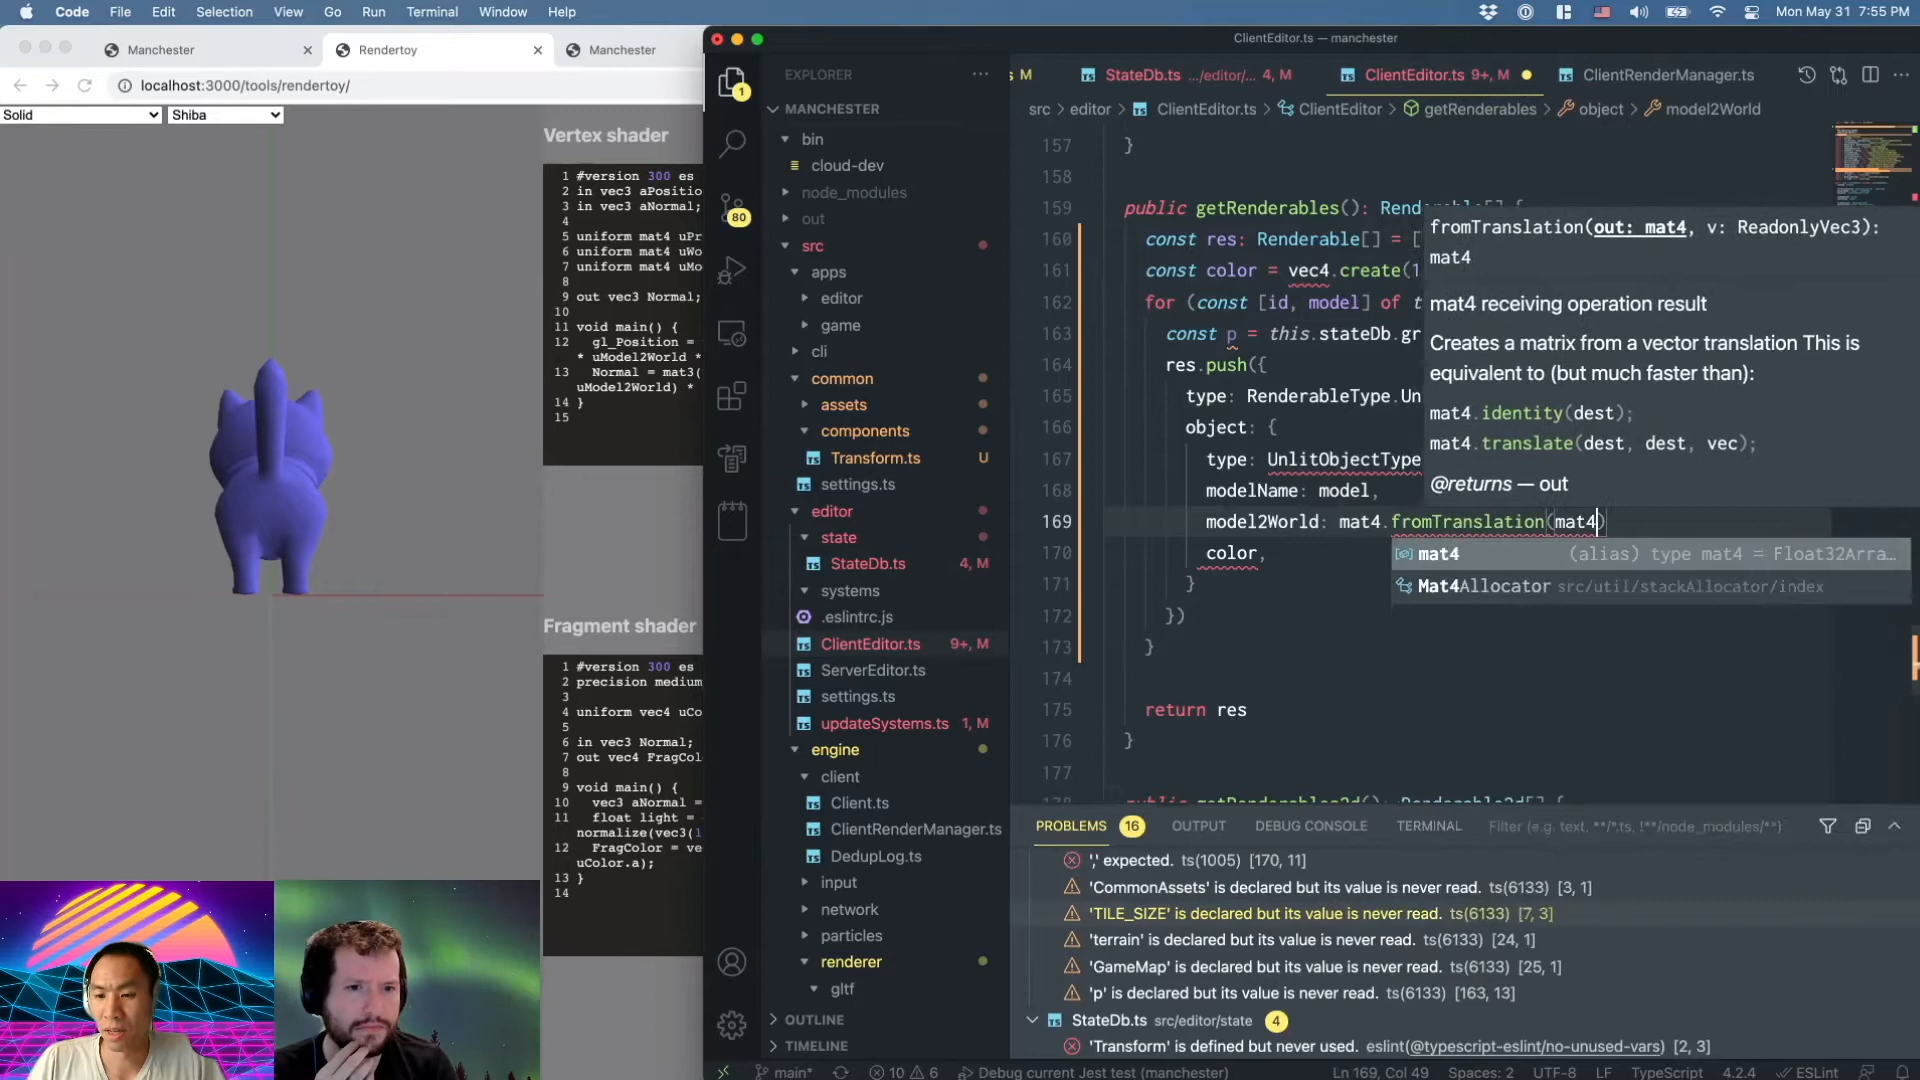 Code File Edit Selection View Go Run Terminal Window Help Mon May 31 7:55 PM
Manchester Rendertoy Manchester
localhost:3000/tools/rendertoy/
Solid Shiba
Vertex shader
1 #version 300 es
2 in vec3 aPositio
3 in vec3 aNormal;
4
5 uniform mat4 uPr
6 uniform mat4 uWo
7 uniform mat4 uMo
8
9 out vec3 Normal;
10
11 void main() {
12 gl_Position =
* uModel2World *
13 Normal = mat3(
uModel2World) *
14 }
15
Fragment shader
1 #version 300 es
2 precision medium
3
4 uniform vec4 uCo
5
6 in vec3 Normal;
7 out vec4 FragCol
8
9 void main() {
10 vec3 aNormal =
11 float light =
normalize(vec3(1
12 FragColor = ve
uColor.a);
13 }
14
ClientEditor.ts — manchester
1
80
EXPLORER ...
MANCHESTER
bin
cloud-dev
node_modules
out
src
apps
editor
game
cli
common
assets
components
Transform.ts U
settings.ts
editor
state
StateDb.ts 4, M
systems
.eslintrc.js
ClientEditor.ts 9+, M
ServerEditor.ts
settings.ts
updateSystems.ts 1, M
engine
client
Client.ts
ClientRenderManager.ts
DedupLog.ts
input
network
particles
renderer
gltf
OUTLINE
TIMELINE
s M StateDb.ts .../editor/... 4, M ClientEditor.ts 9+, M ClientRenderManager.ts
src > editor > ClientEditor.ts > ClientEditor > getRenderables > object > model2World
157 }
158
159 public getRenderables(): Renderable[] {
160 const res: Renderable[] = [
161 const color = vec4.create(1
162 for (const [id, model] of t
163 const p = this.stateDb.gr
164 res.push({
165 type: RenderableType.Un
166 object: {
167 type: UnlitObjectType
168 modelName: model,
169 model2World: mat4.fromTranslation(mat4)
170 color,
171 }
172 })
173 }
174
175 return res
176 }
177
178 public getRenderables2d(): Renderable2d[] {
fromTranslation(out: mat4, v: ReadonlyVec3):
mat4
mat4 receiving operation result
Creates a matrix from a vector translation This is
equivalent to (but much faster than):
mat4.identity(dest);
mat4.translate(dest, dest, vec);
@returns — out
mat4 (alias) type mat4 = Float32Arra...
Mat4Allocator src/util/stackAllocator/index
PROBLEMS 16 OUTPUT DEBUG CONSOLE TERMINAL Filter (e.g. text, **/*.ts, !**/node_modules/**)
',' expected. ts(1005) [170, 11]
'CommonAssets' is declared but its value is never read. ts(6133) [3, 1]
'TILE_SIZE' is declared but its value is never read. ts(6133) [7, 3]
'terrain' is declared but its value is never read. ts(6133) [24, 1]
'GameMap' is declared but its value is never read. ts(6133) [25, 1]
'p' is declared but its value is never read. ts(6133) [163, 13]
StateDb.ts src/editor/state 4
'Transform' is defined but never used. eslint(@typescript-eslint/no-unused-vars) [2, 3]
main* 10 6 Debug current Jest test (manchester) Ln 169, Col 49 Spaces: 2 UTF-8 LF TypeScript 4.2.4 ESLint